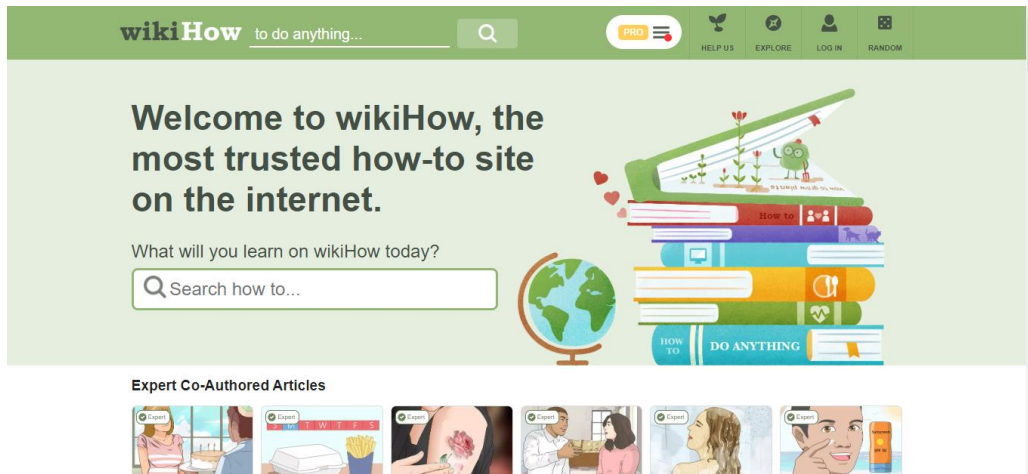 wikiHow to do anything...
PRO
HELP US
EXPLORE
LOG IN
RANDOM
Welcome to wikiHow, the
most trusted how-to site
on the internet.
What will you learn on wikiHow today?
Search how to...
How to
HOW
TO
DO ANYTHING
Expert Co-Authored Articles
Expert
Expert
Expert
Expert
Expert
Expert
S M T W T F S